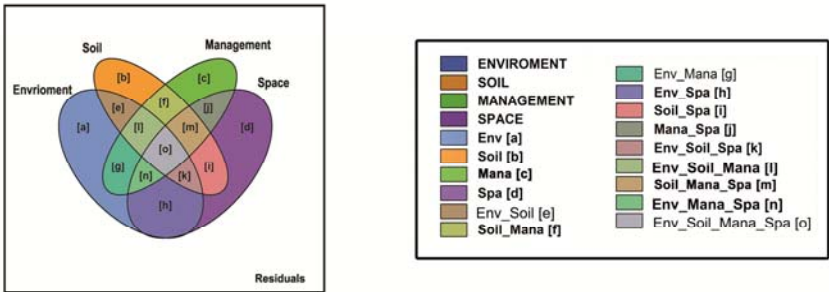 Management
Soil
Envrioment
Space
[b]
[c]
[e]
[f]
[j]
[a]
[l]
[m]
[d]
[o]
[g]
[n]
[k]
[i]
[h]
Residuals
ENVIROMENT
SOIL
MANAGEMENT
SPACE
Env [a]
Soil [b]
Mana [c]
Spa [d]
Env_Soil [e]
Soil_Mana [f]
Env_Mana [g]
Env_Spa [h]
Soil_Spa [i]
Mana_Spa [j]
Env_Soil_Spa [k]
Env_Soil_Mana [l]
Soil_Mana_Spa [m]
Env_Mana_Spa [n]
Env_Soil_Mana_Spa [o]